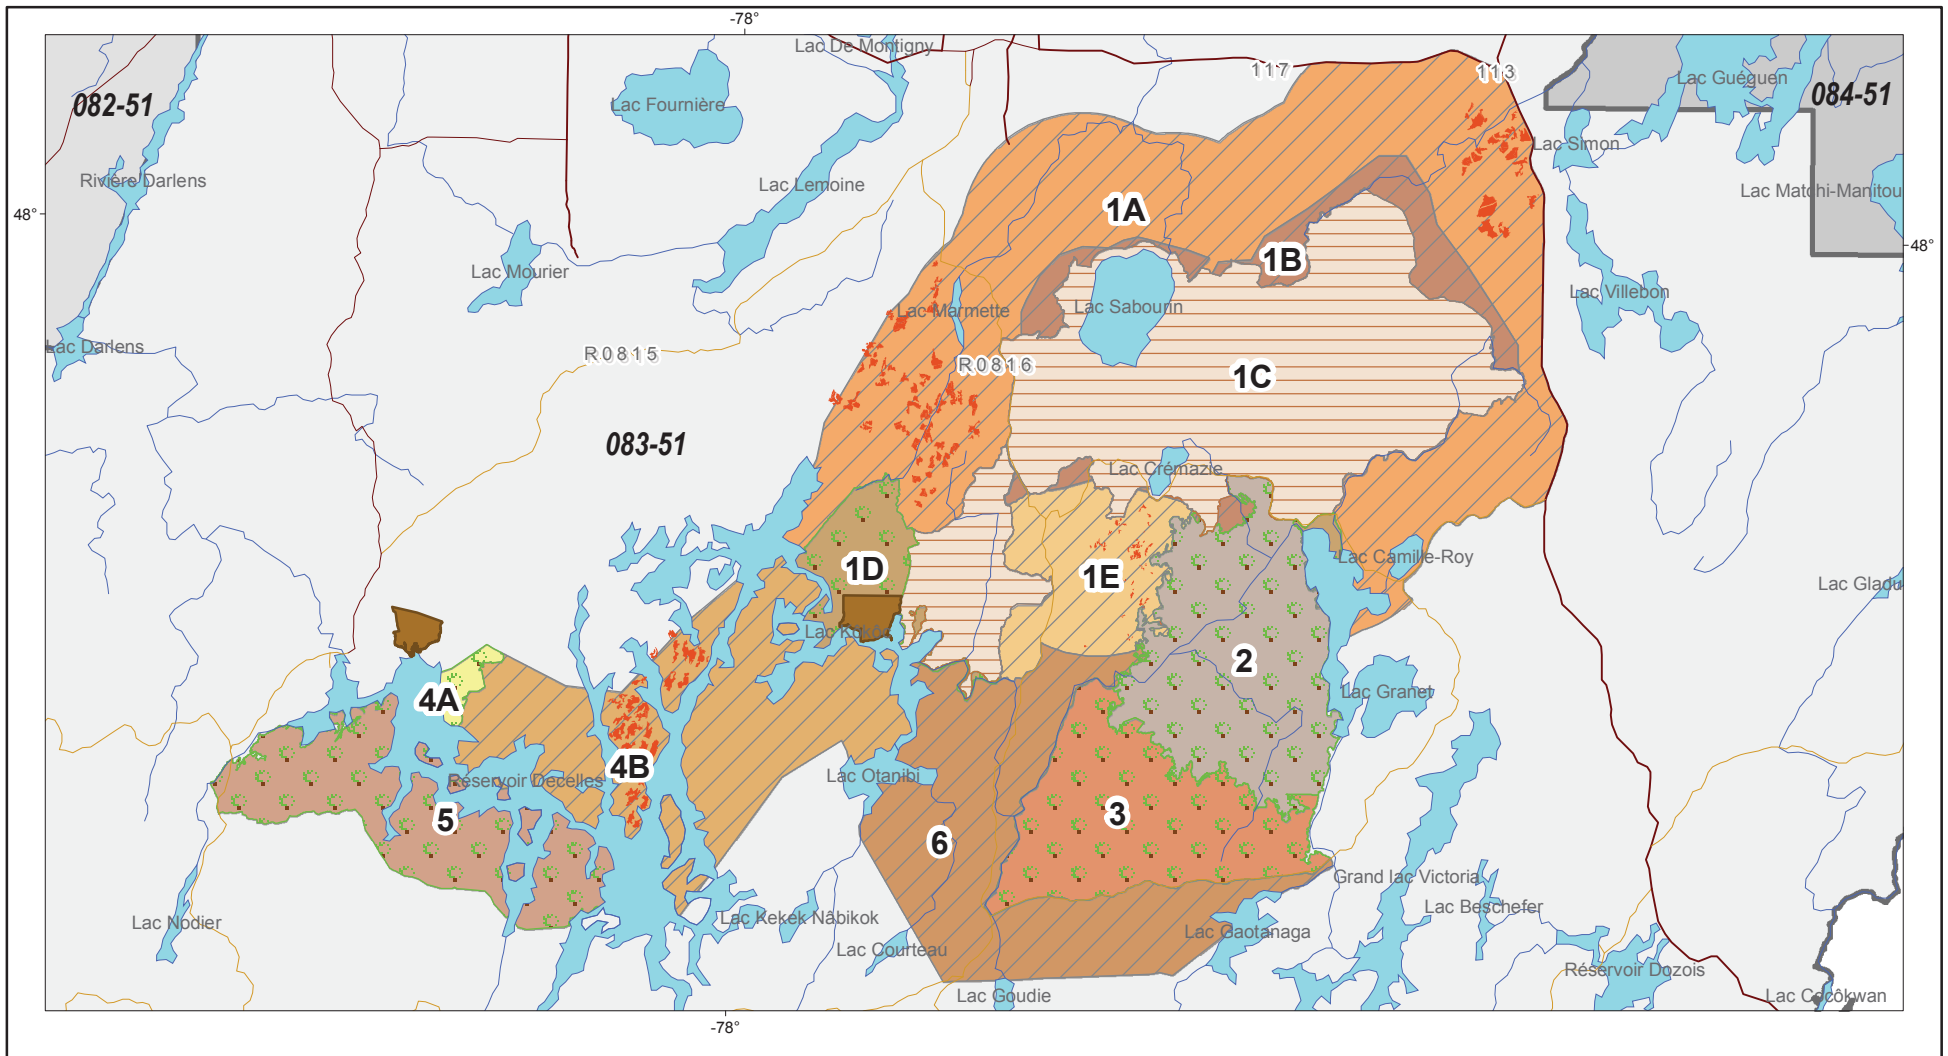 -78°
Lac De Montigny
117
113
Lac Guéguen
082-51
084-51
Lac Fournière
Lac Simon
Rivière Darlens
Lac Lemoine
Lac Matchi-Manitou
48°
1A
48°
1B
Lac Mourier
Lac Villebon
Lac Marmette
Lac Sabourin
Lac Darlens
R0815
R0816
1C
083-51
Lac Crémazie
Lac Camille-Roy
1D
1E
Lac Gladu
Lac Kôkôc
2
4A
Lac Granet
4B
Réservoir Decelles
Lac Otanibi
5
3
6
Grand lac Victoria
Lac Nodier
Lac Kekek Nâbikok
Lac Beschefer
Lac Gaotanaga
Lac Courteau
Réservoir Dozois
Lac Goudie
Lac Cocôkwan
-78°